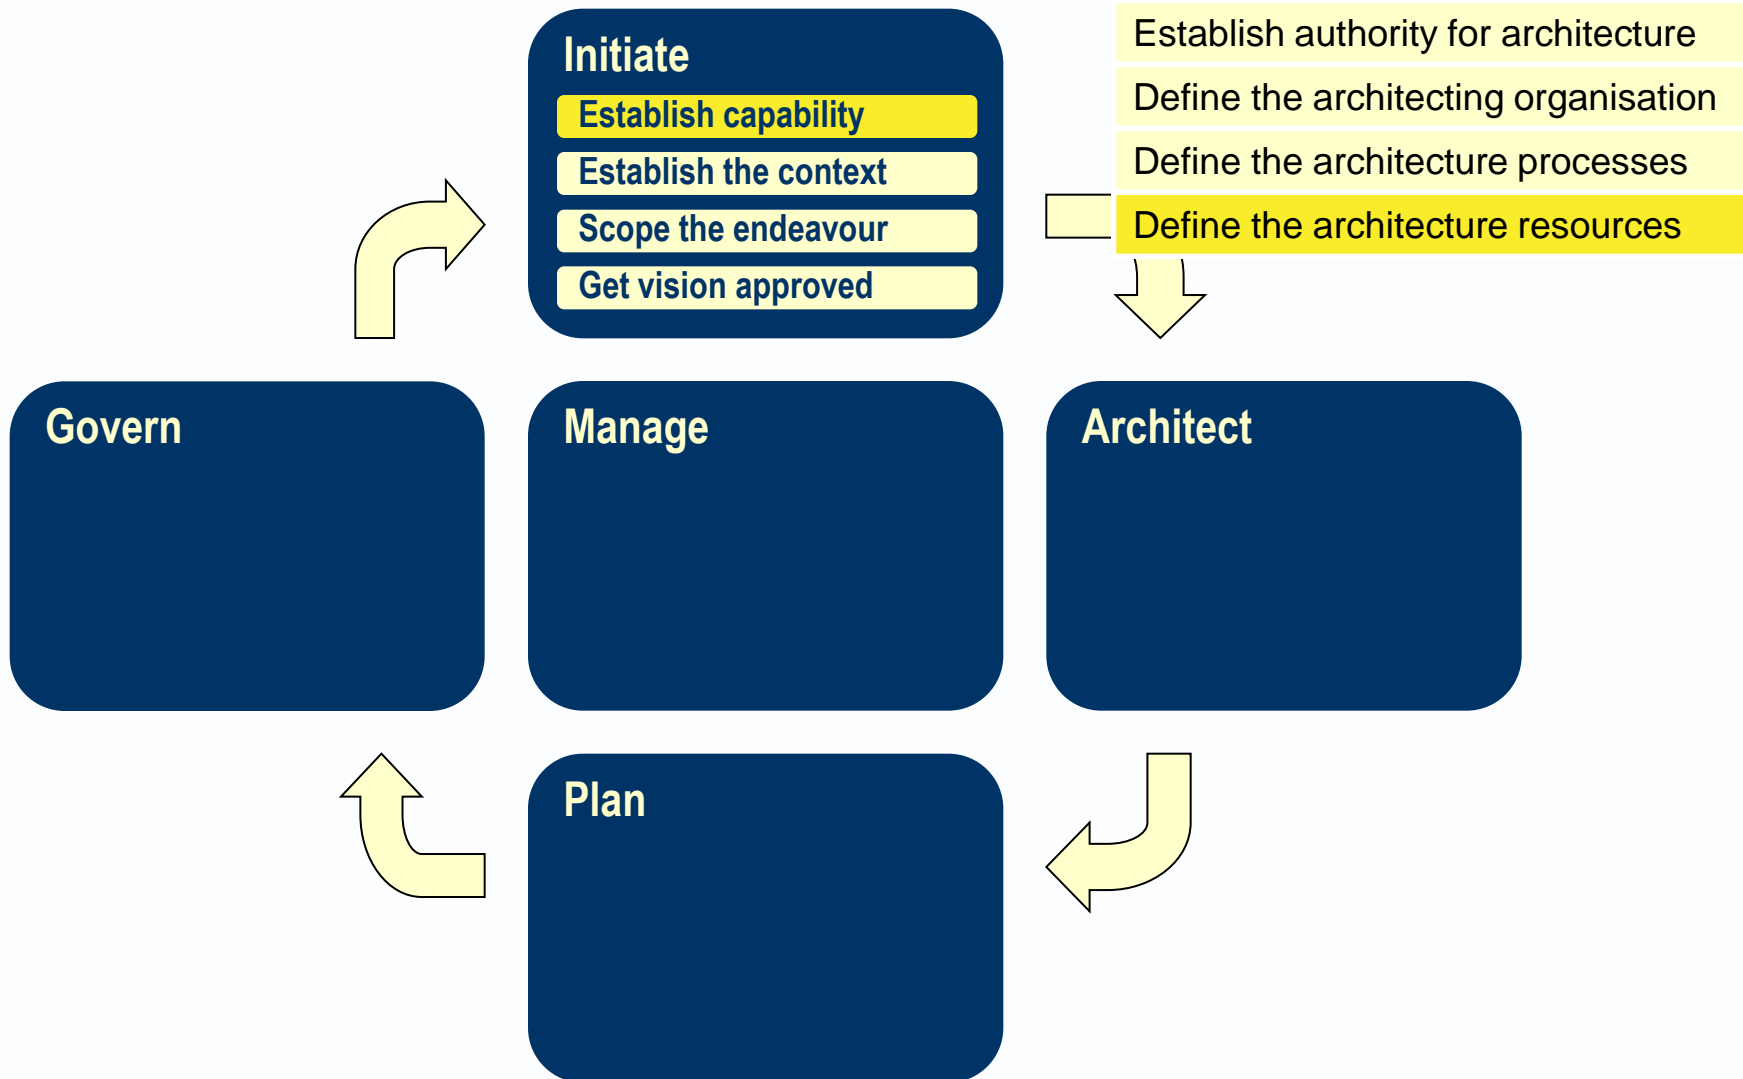 Initiate
Establish capability
Establish the context
Scope the endeavour
Get vision approved
Establish authority for architecture
Define the architecting organisation
Define the architecture processes
Define the architecture resources
Govern
Manage
Architect
Plan